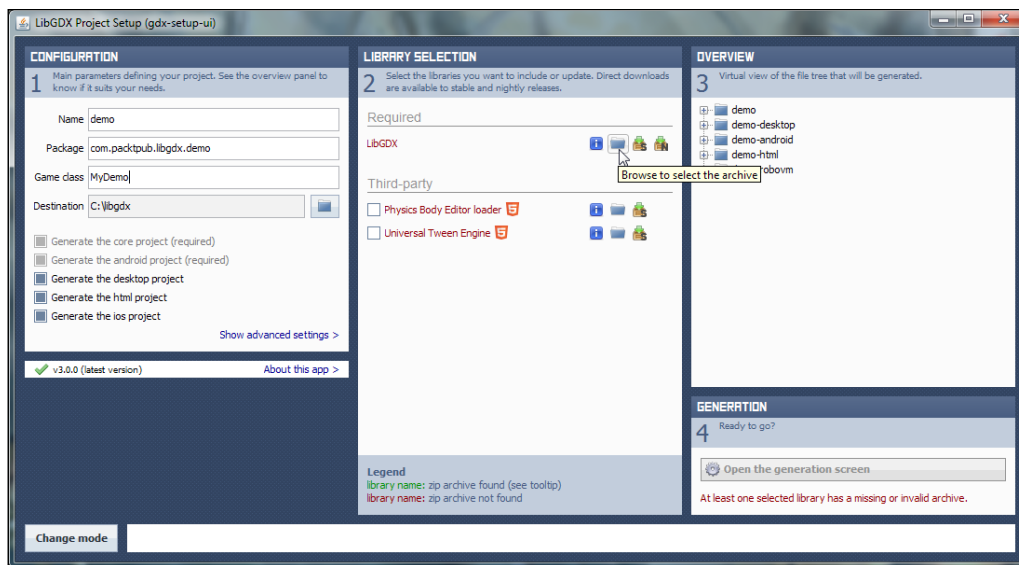 LibGDX Project Setup (gdx-setup-ui)
CONFIGURATION
1
Main parameters defining your project. See the overview panel to
know if it suits your needs.
Name
demo
Package
com.packtpub.libgdx.demo
Game class
MyDemo
Destination
C:\libgdx
Generate the core project (required)
Generate the android project (required)
Generate the desktop project
Generate the html project
Generate the ios project
Show advanced settings >
v3.0.0 (latest version)
About this app >
LIBRARY SELECTION
2
Select the libraries you want to include or update. Direct downloads
are available to stable and nightly releases.
Required
LibGDX
S
N
Browse to select the archive
Third-party
Physics Body Editor loader
5
S
Universal Tween Engine
5
S
Legend
library name: zip archive found (see tooltip)
library name: zip archive not found
OVERVIEW
3
Virtual view of the file tree that will be generated.
demo
demo-desktop
demo-android
demo-html
robovm
GENERATION
4
Ready to go?
Open the generation screen
At least one selected library has a missing or invalid archive.
Change mode